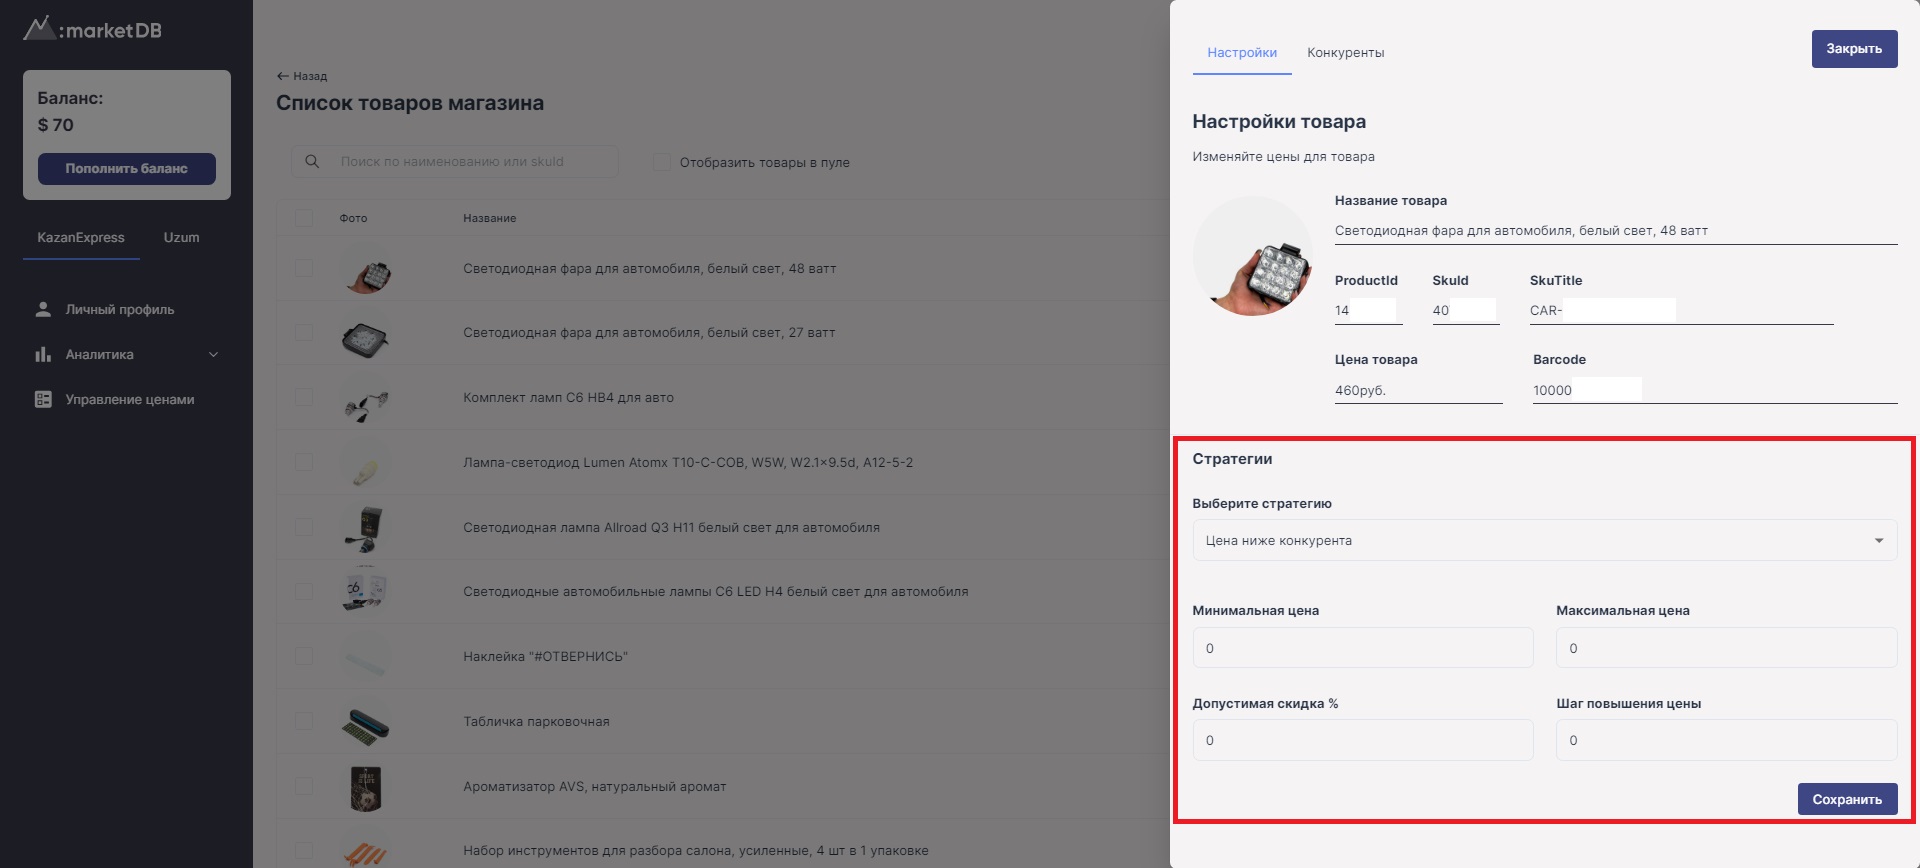 :marketDB
Баланс:
$ 70
Пополнить баланс
KazanExpress
Uzum
Личный профиль
Аналитика
Управление ценами
← Назад
Список товаров магазина
Поиск по наименованию или skuId
Отобразить товары в пуле
Фото
Название
Светодиодная фара для автомобиля, белый свет, 48 ватт
Светодиодная фара для автомобиля, белый свет, 27 ватт
Комплект ламп C6 HB4 для авто
Лампа-светодиод Lumen Atomx T10-C-COB, W5W, W2.1×9.5d, A12-5-2
Светодиодная лампа Allroad Q3 H11 белый свет для автомобиля
C6
Светодиодные автомобильные лампы C6 LED H4 белый свет для автомобиля
Наклейка "#ОТВЕРНИСЬ"
Табличка парковочная
Ароматизатор AVS, натуральный аромат
Набор инструментов для разбора салона, усиленные, 4 шт в 1 упаковке
Настройки
Конкуренты
Закрыть
Настройки товара
Изменяйте цены для товара
Название товара
Светодиодная фара для автомобиля, белый свет, 48 ватт
ProductId
SkuId
SkuTitle
14
40
CAR-
Цена товара
Barcode
460руб.
10000
Стратегии
Выберите стратегию
Цена ниже конкурента
Минимальная цена
Максимальная цена
0
0
Допустимая скидка %
Шаг повышения цены
0
0
Сохранить